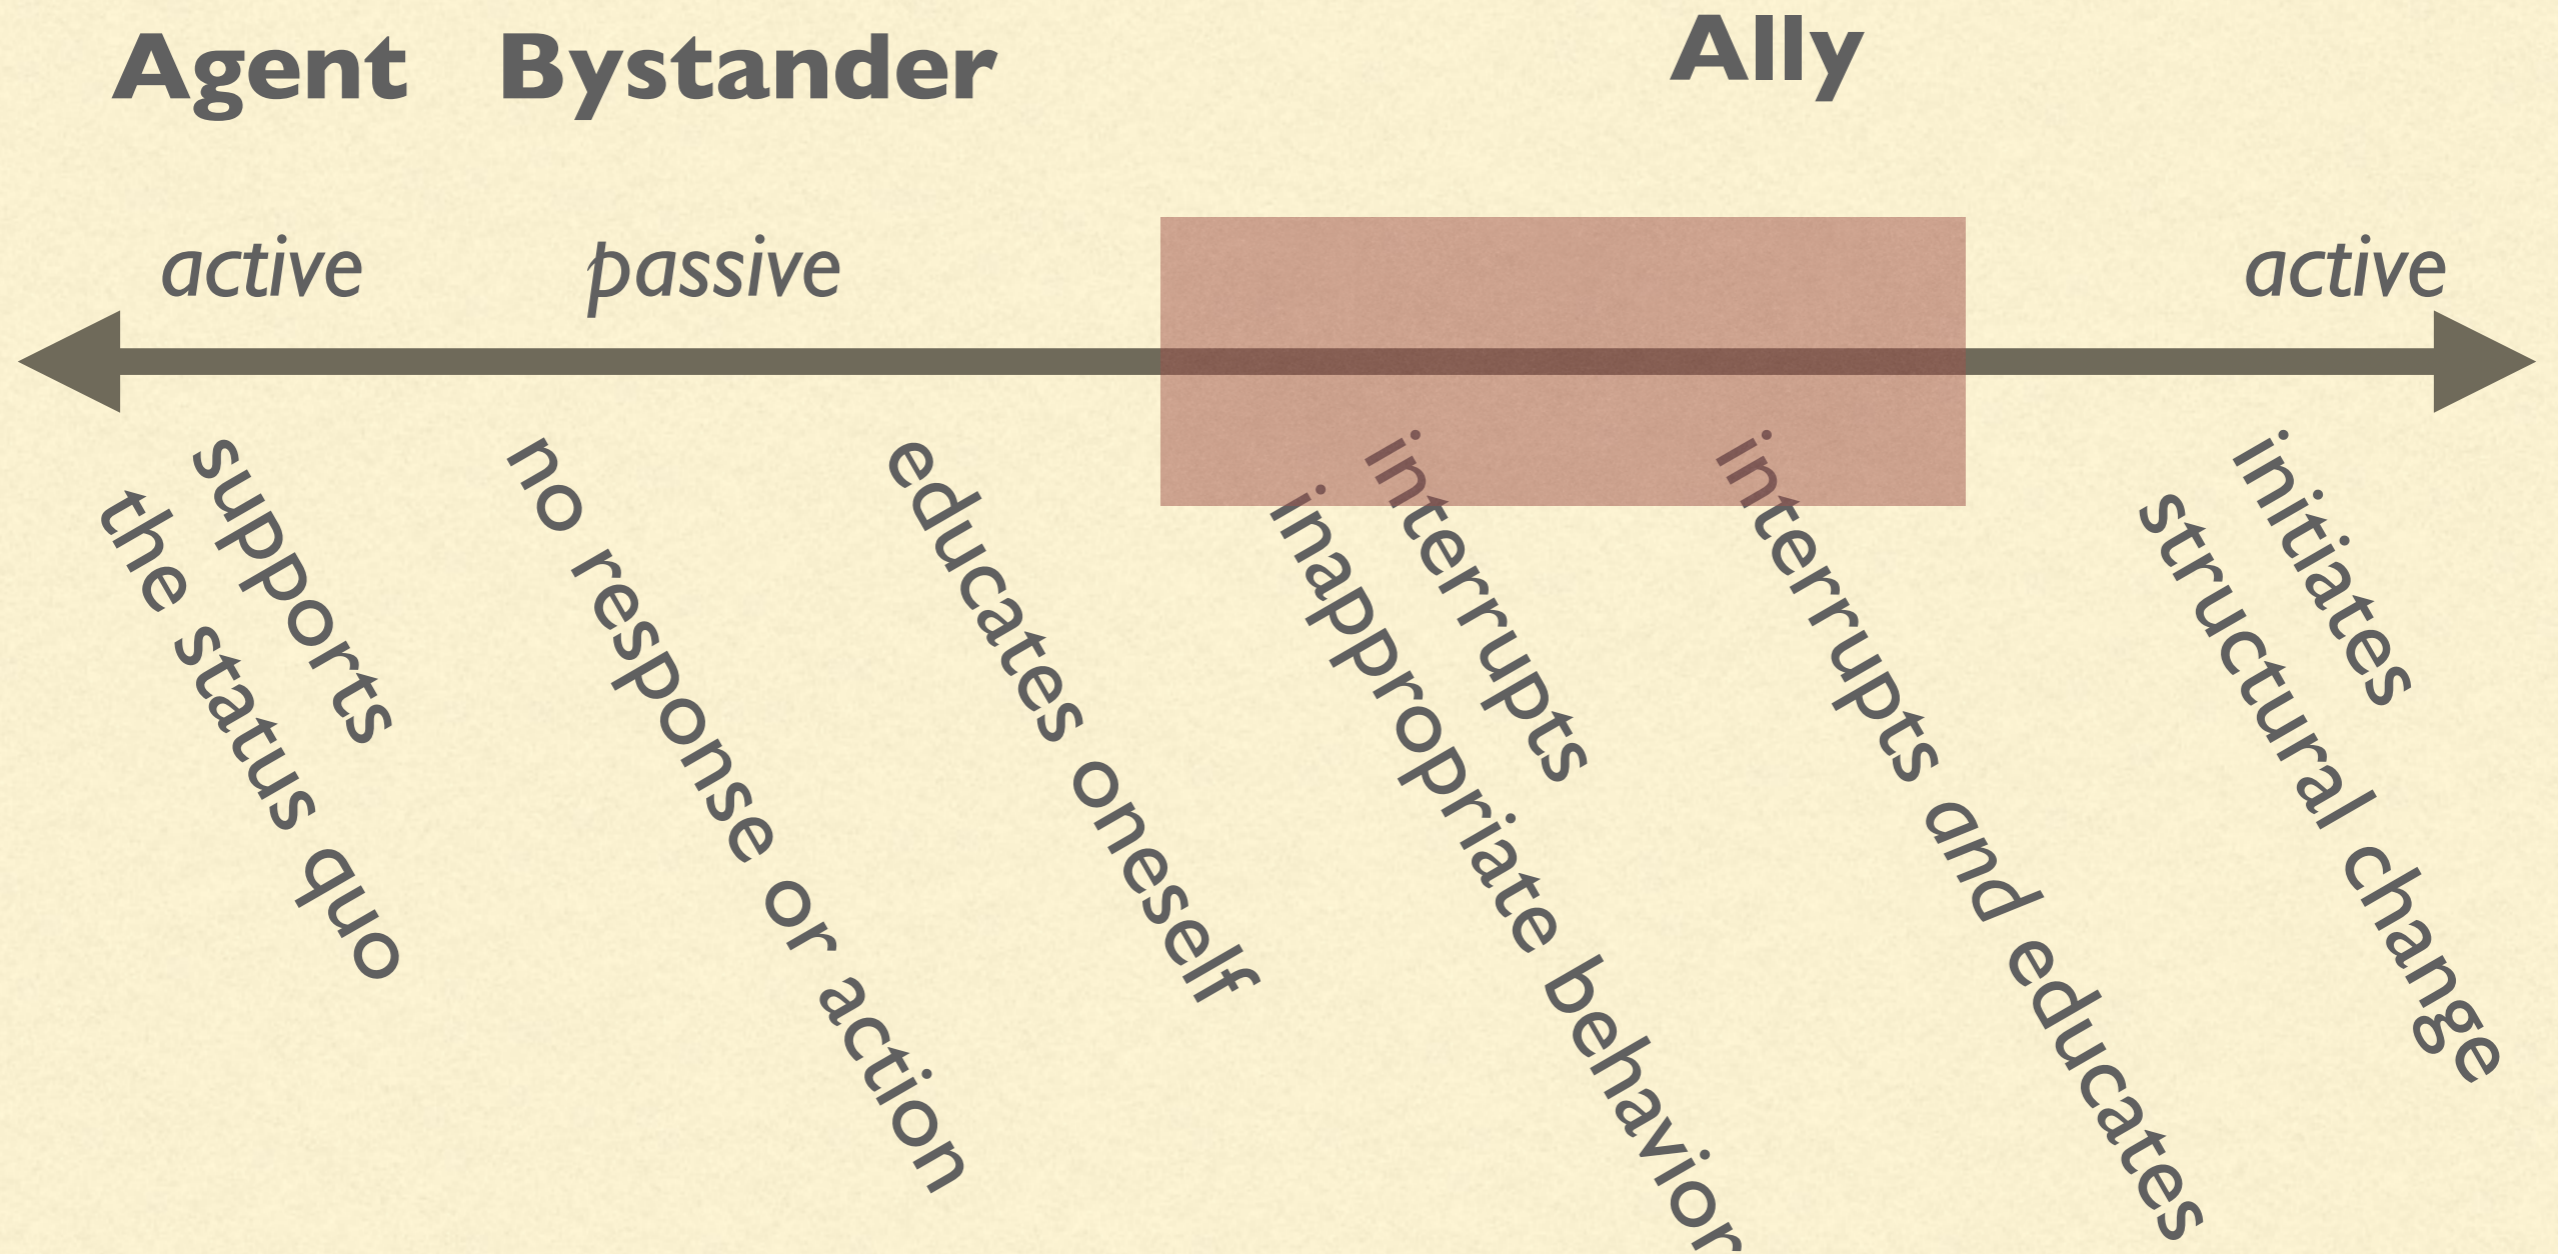 Agent Bystander Ally
active passive active
supports
the status quo
no response or action
educates oneself
interrupts
inappropriate behavior
interrupts and educates
initiates
structural change